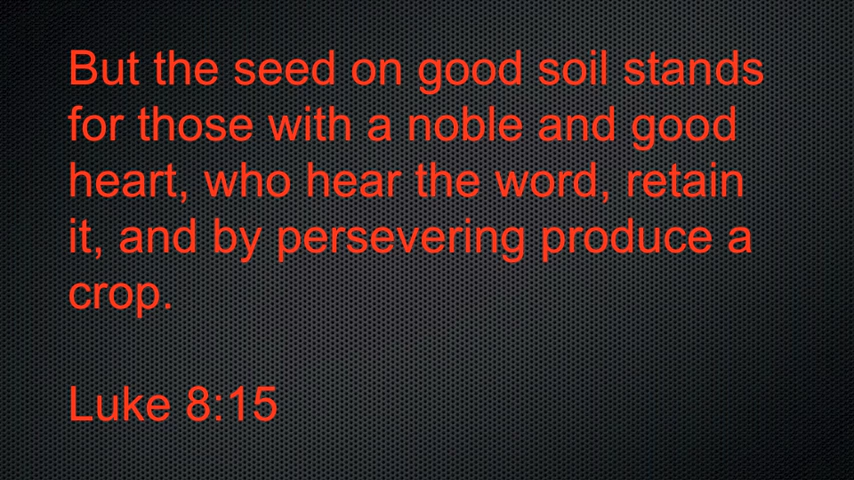 But the seed on good soil stands
for those with a noble and good
heart, who hear the word, retain
it, and by persevering produce a
crop.
Luke 8:15